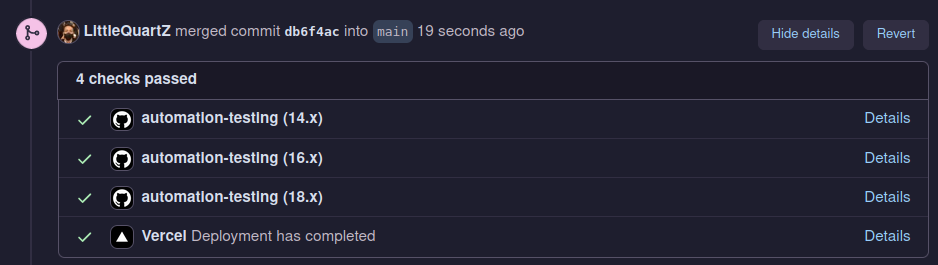 LIttleQuartZ merged commit db6f4ac into main 19 seconds ago
Hide details
Revert
4 checks passed
automation-testing (14.x) Details
automation-testing (16.x) Details
automation-testing (18.x) Details
Vercel Deployment has completed Details